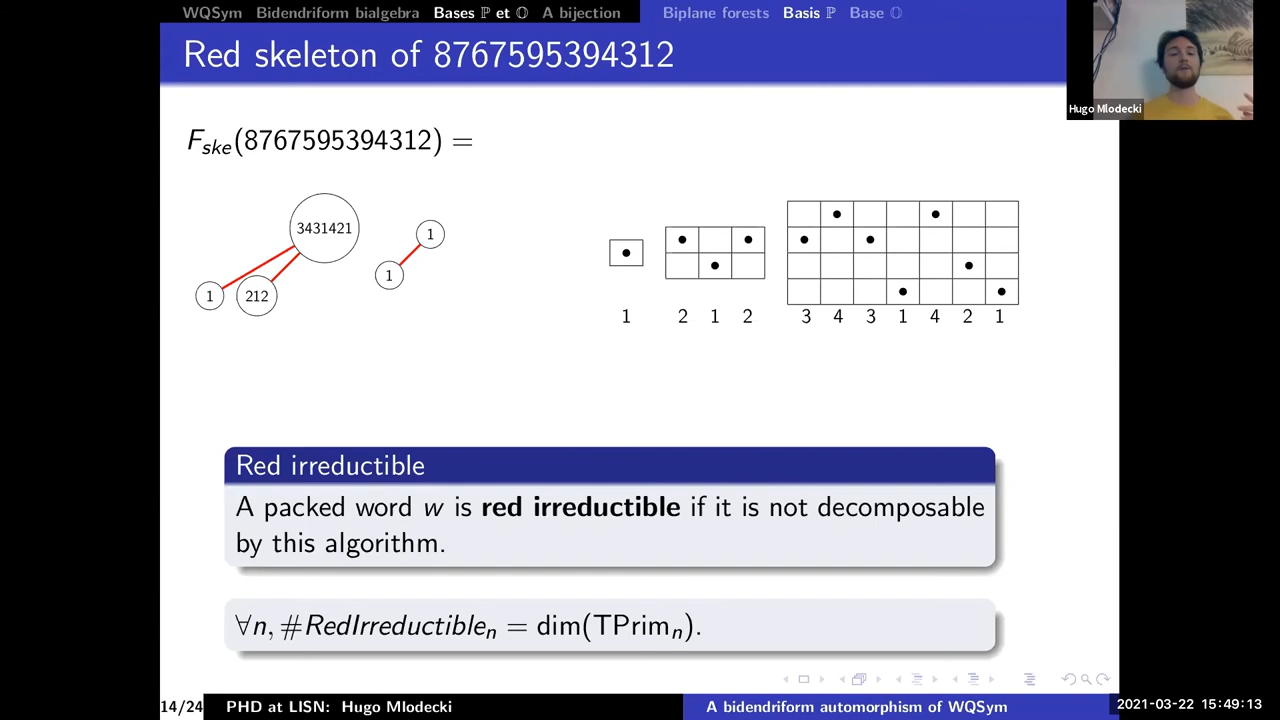 WQSym Bidendriform bialgebra Bases ℙ et 𝕆 A bijection Biplane forests Basis ℙ Base 𝕆
Red skeleton of 8767595394312
Hugo Mlodecki
F_ske(8767595394312) =
3431421
1
1 212
1
1 2 1 2 3 4 3 1 4 2 1
Red irreductible
A packed word w is red irreductible if it is not decomposable
by this algorithm.
∀n, #RedIrreductible_n = dim(TPrim_n).
14/24 PHD at LISN: Hugo Mlodecki A bidendriform automorphism of WQSym 2021-03-22 15:49:13